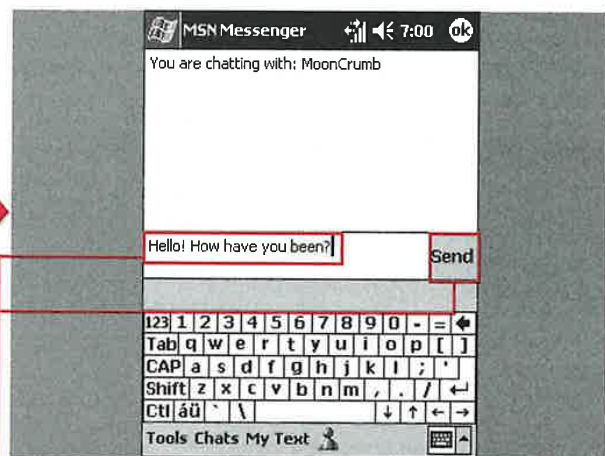 MSN Messenger 7:00 ok
You are chatting with: MoonCrumb
Hello! How have you been?
Send
123 1 2 3 4 5 6 7 8 9 0 - =
Tab q w e r t y u i o p [ ]
CAP a s d f g h j k l ; '
Shift z x c v b n m , . /
Ctl áü ` \
Tools Chats My Text